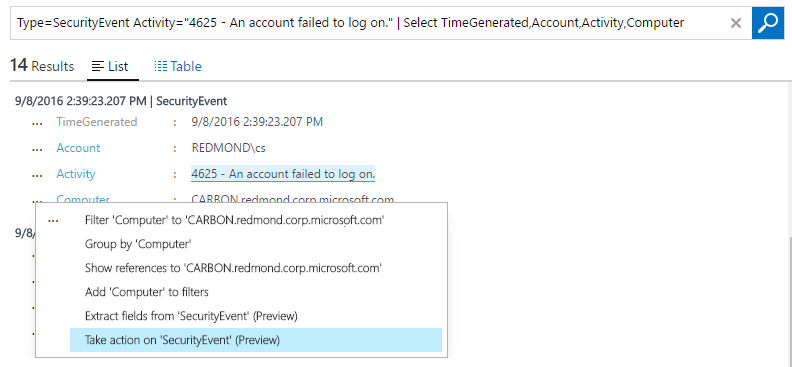 Type=SecurityEvent Activity="4625 - An account failed to log on." | Select TimeGenerated,Account,Activity,Computer
14 Results List Table
9/8/2016 2:39:23.207 PM | SecurityEvent
... TimeGenerated : 9/8/2016 2:39:23.207 PM
... Account : REDMOND\cs
... Activity : 4625 - An account failed to log on.
... Computer : CARBON.redmond.corp.microsoft.com
... Filter 'Computer' to 'CARBON.redmond.corp.microsoft.com'
9/8/
Group by 'Computer'
Show references to 'CARBON.redmond.corp.microsoft.com'
Add 'Computer' to filters
Extract fields from 'SecurityEvent' (Preview)
Take action on 'SecurityEvent' (Preview)